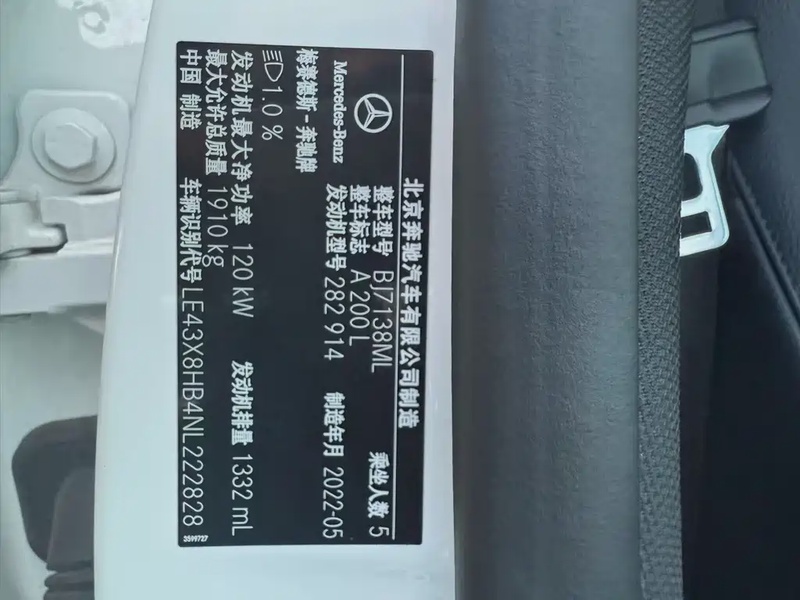 北京奔驰汽车有限公司制造
Mercedes-Benz
梅赛德斯-奔驰牌
整车型号 BJ7138ML 乘坐人数 5
整车标志 A 200 L
发动机型号 282 914 制造年月 2022-05
1.0 %
发动机最大净功率 120 kW 发动机排量 1332 mL
最大允许总质量 1910 kg
中国 制造 车辆识别代号 LE43X8HB4NL222828
3599727